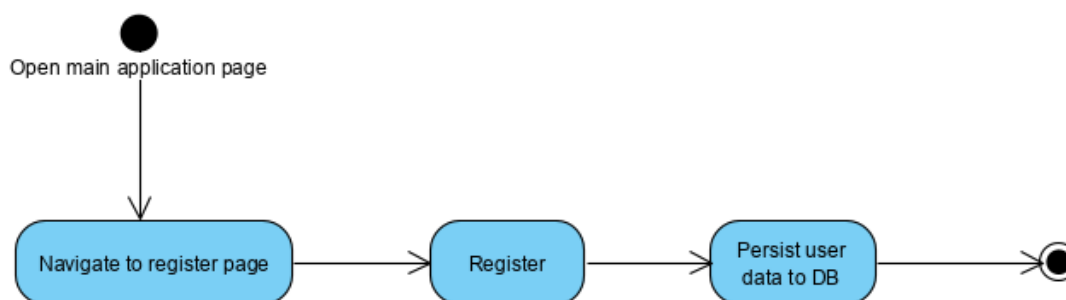 Open main application page
Navigate to register page
Register
Persist user
data to DB